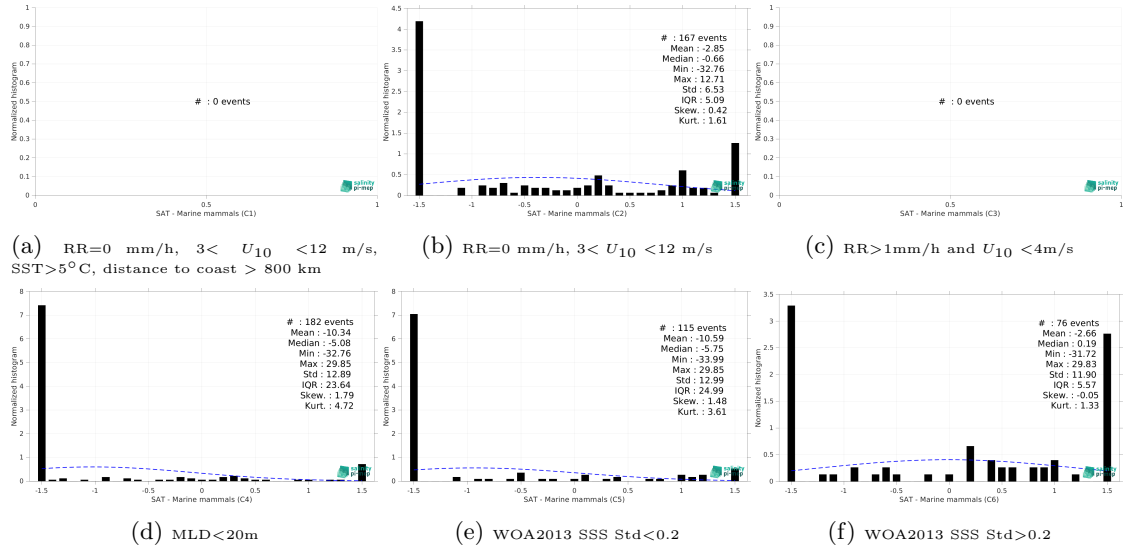 1
0.9
0.8
0.7
0.6
0.5
0.4
0.3
0.2
0.1
0
Normalized histogram
# : 0 events
salinity
pi-mep
0 0.5 1
SAT - Marine mammals (C1)
(a) RR=0 mm/h, 3< U10 <12 m/s,
SST>5°C, distance to coast > 800 km
4.5
4
3.5
3
2.5
2
1.5
1
0.5
0
Normalized histogram
# : 167 events
Mean : -2.85
Median : -0.66
Min : -32.76
Max : 12.71
Std : 6.53
IQR : 5.09
Skew. : 0.42
Kurt. : 1.61
salinity
pi-mep
-1.5 -1 -0.5 0 0.5 1 1.5
SAT - Marine mammals (C2)
(b) RR=0 mm/h, 3< U10 <12 m/s
1
0.9
0.8
0.7
0.6
0.5
0.4
0.3
0.2
0.1
0
Normalized histogram
# : 0 events
salinity
pi-mep
0 0.5 1
SAT - Marine mammals (C3)
(c) RR>1mm/h and U10 <4m/s
8
7
6
5
4
3
2
1
0
Normalized histogram
# : 182 events
Mean : -10.34
Median : -5.08
Min : -32.76
Max : 29.85
Std : 12.89
IQR : 23.64
Skew. : 1.79
Kurt. : 4.72
salinity
pi-mep
-1.5 -1 -0.5 0 0.5 1 1.5
SAT - Marine mammals (C4)
(d) MLD<20m
8
7
6
5
4
3
2
1
0
Normalized histogram
# : 115 events
Mean : -10.59
Median : -5.75
Min : -33.99
Max : 29.85
Std : 12.99
IQR : 24.99
Skew. : 1.48
Kurt. : 3.61
salinity
pi-mep
-1.5 -1 -0.5 0 0.5 1 1.5
SAT - Marine mammals (C5)
(e) WOA2013 SSS Std<0.2
3.5
3
2.5
2
1.5
1
0.5
0
Normalized histogram
# : 76 events
Mean : -2.66
Median : 0.19
Min : -31.72
Max : 29.83
Std : 11.90
IQR : 5.57
Skew. : -0.05
Kurt. : 1.33
salinity
pi-mep
-1.5 -1 -0.5 0 0.5 1 1.5
SAT - Marine mammals (C6)
(f) WOA2013 SSS Std>0.2